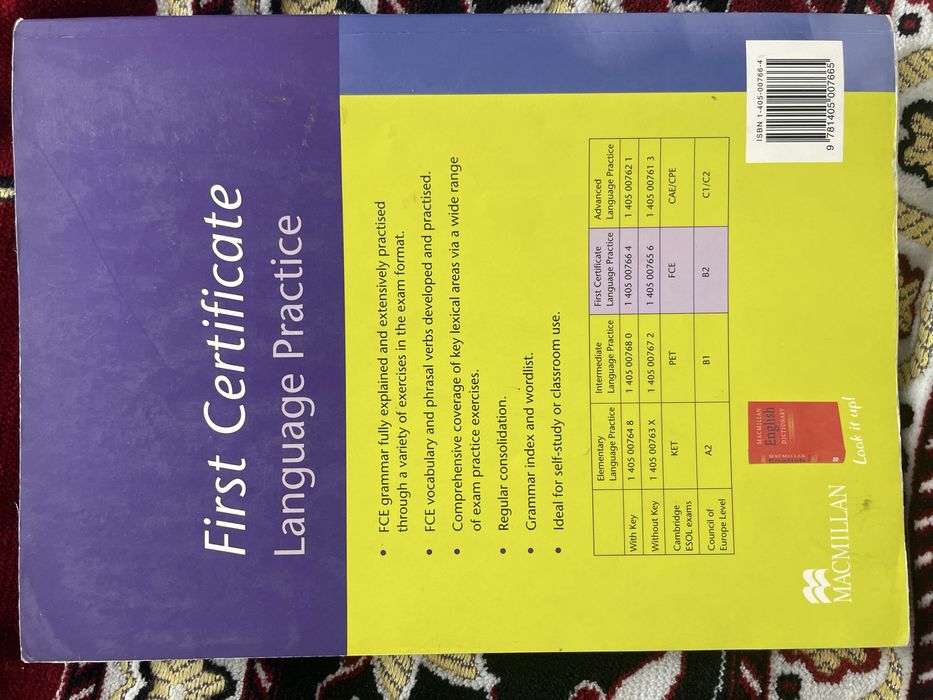 First Certificate
Language Practice
• FCE grammar fully explained and extensively practised
through a variety of exercises in the exam format.
• FCE vocabulary and phrasal verbs developed and practised.
• Comprehensive coverage of key lexical areas via a wide range
of exam practice exercises.
• Regular consolidation.
• Grammar index and wordlist.
• Ideal for self-study or classroom use.
Elementary Language Practice Intermediate Language Practice First Certificate Language Practice Advanced Language Practice
With Key 1 405 00764 8 1 405 00768 0 1 405 00766 4 1 405 00762 1
Without Key 1 405 00763 X 1 405 00767 2 1 405 00765 6 1 405 00761 3
Cambridge ESOL exams KET PET FCE CAE/CPE
Council of Europe Level A2 B1 B2 C1/C2
MACMILLAN
English
DICTIONARY
MACMILLAN
English
Look it up!
MACMILLAN
ISBN 1-405-00766-4
9 781405 007665